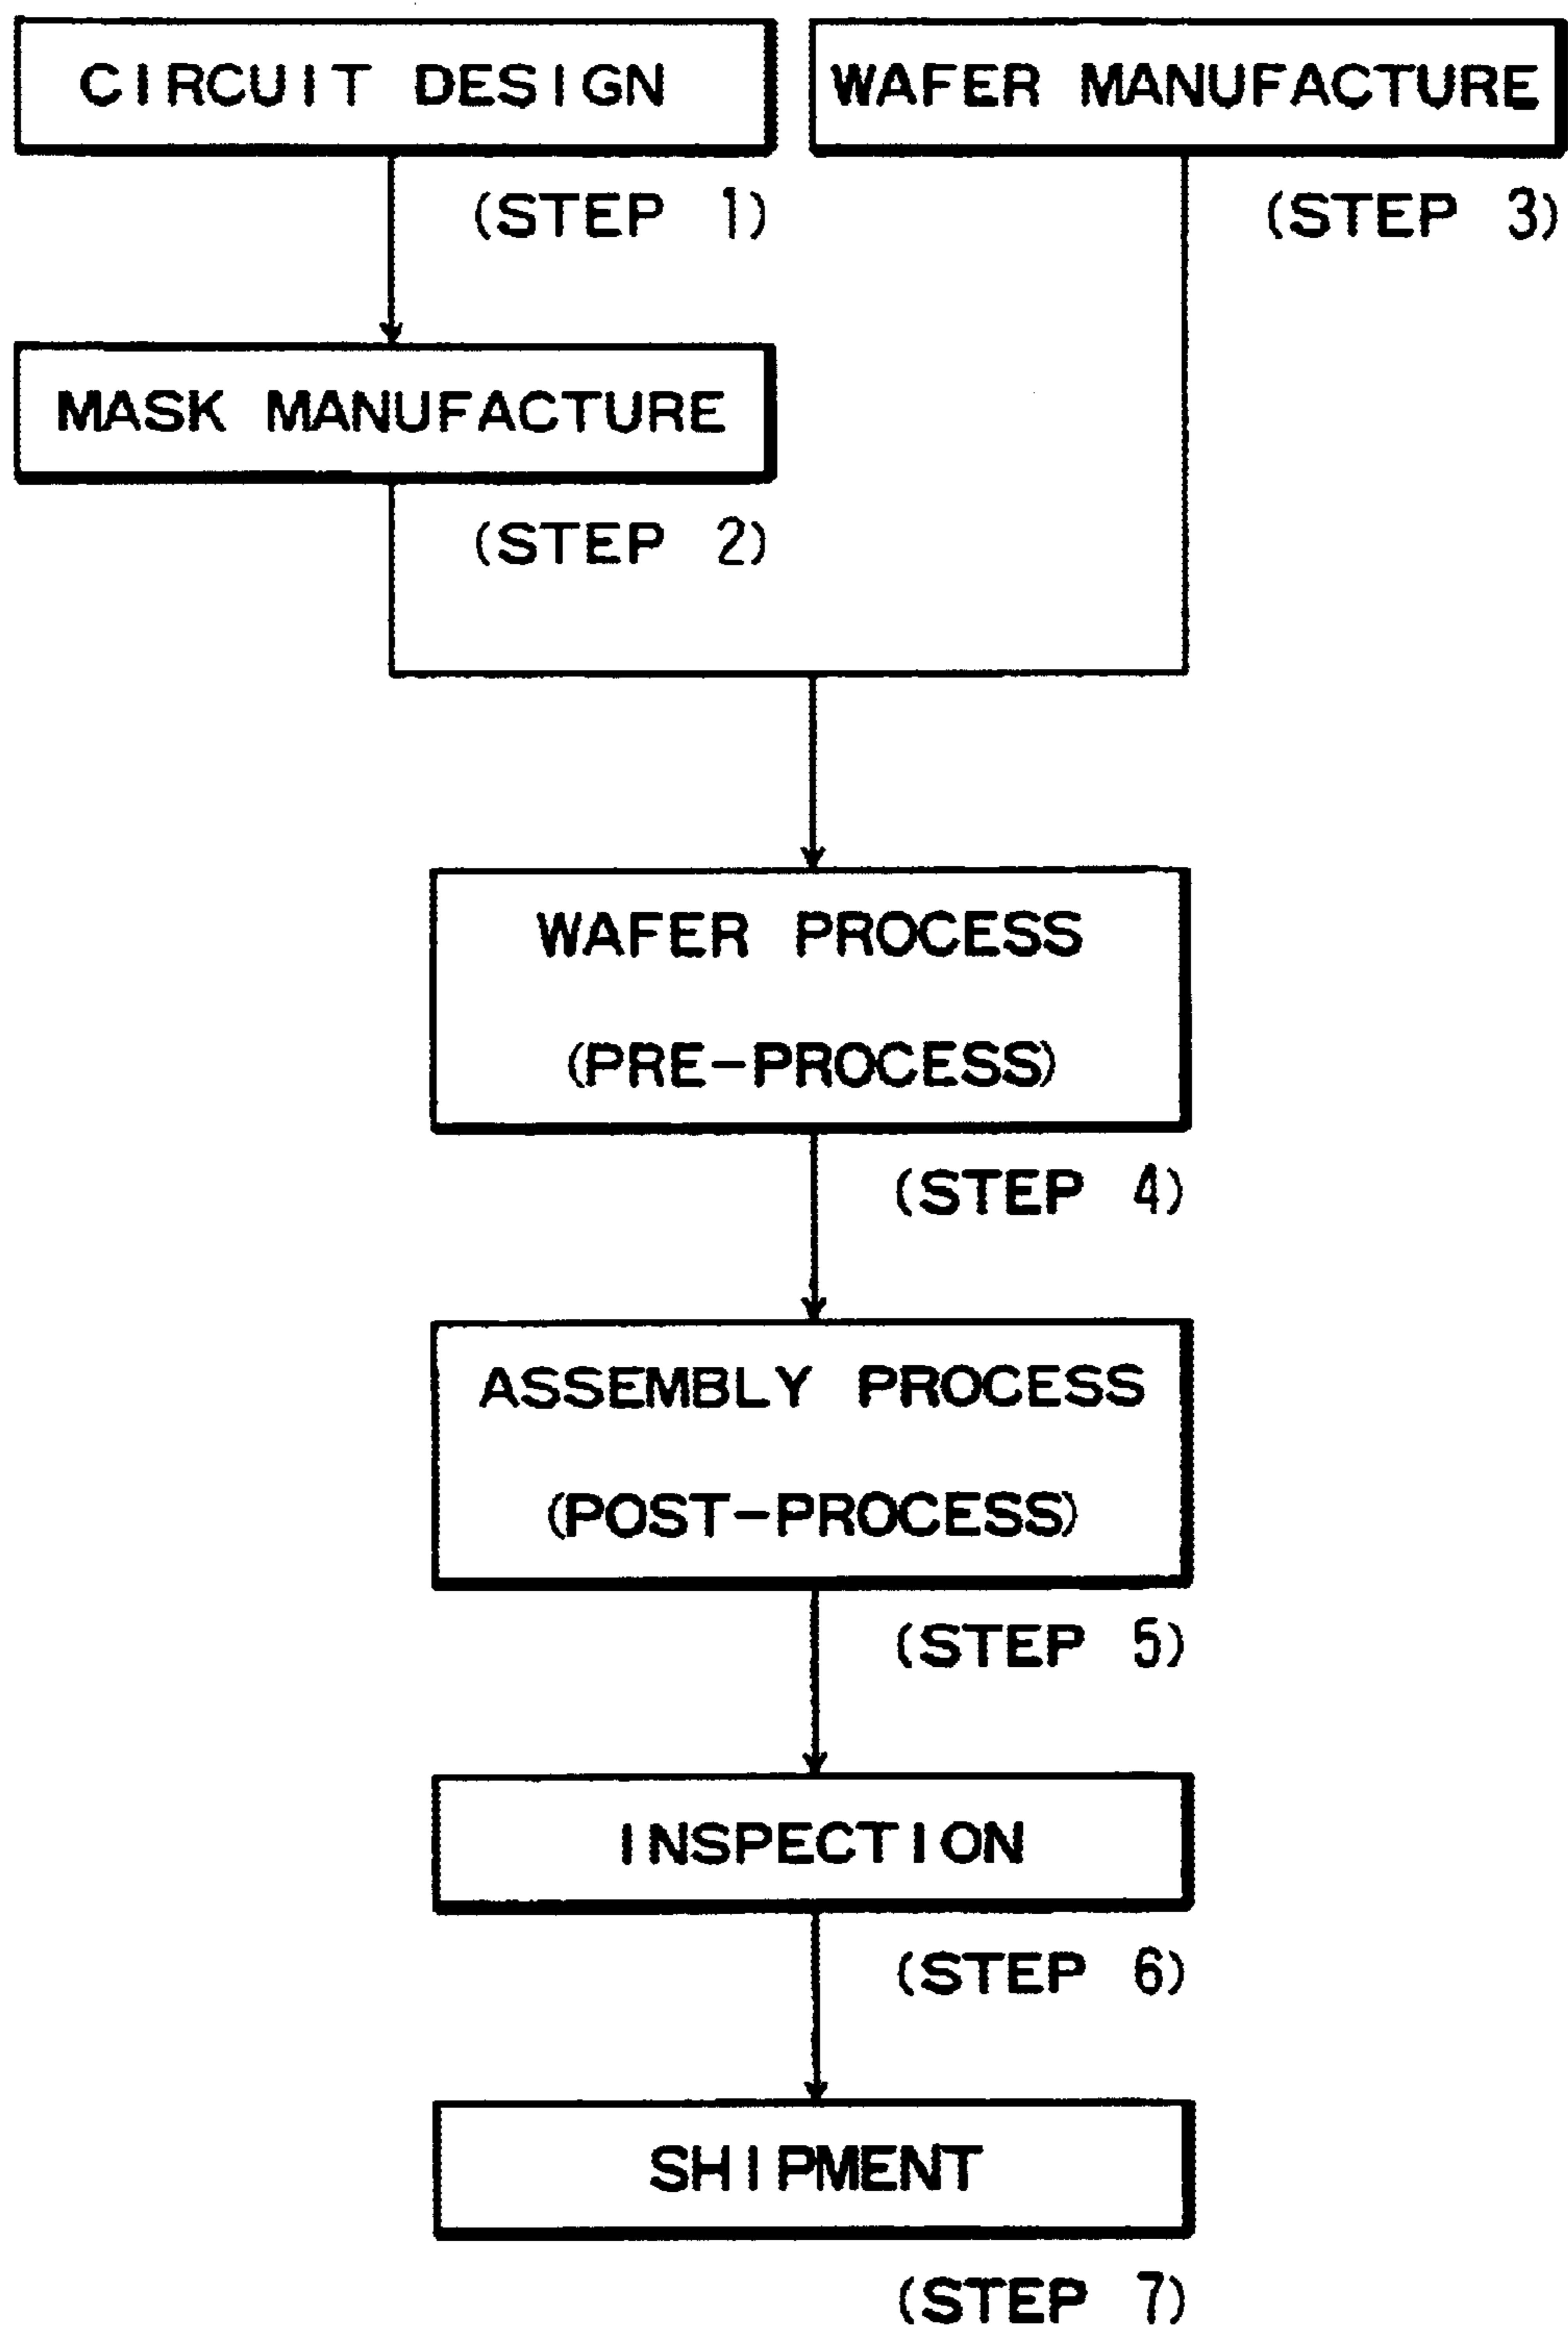 CIRCUIT DESIGN
(STEP 1)
WAFER MANUFACTURE
(STEP 3)
MASK MANUFACTURE
(STEP 2)
WAFER PROCESS
(PRE-PROCESS)
(STEP 4)
ASSEMBLY PROCESS
(POST-PROCESS)
(STEP 5)
INSPECTION
(STEP 6)
SHIPMENT
(STEP 7)